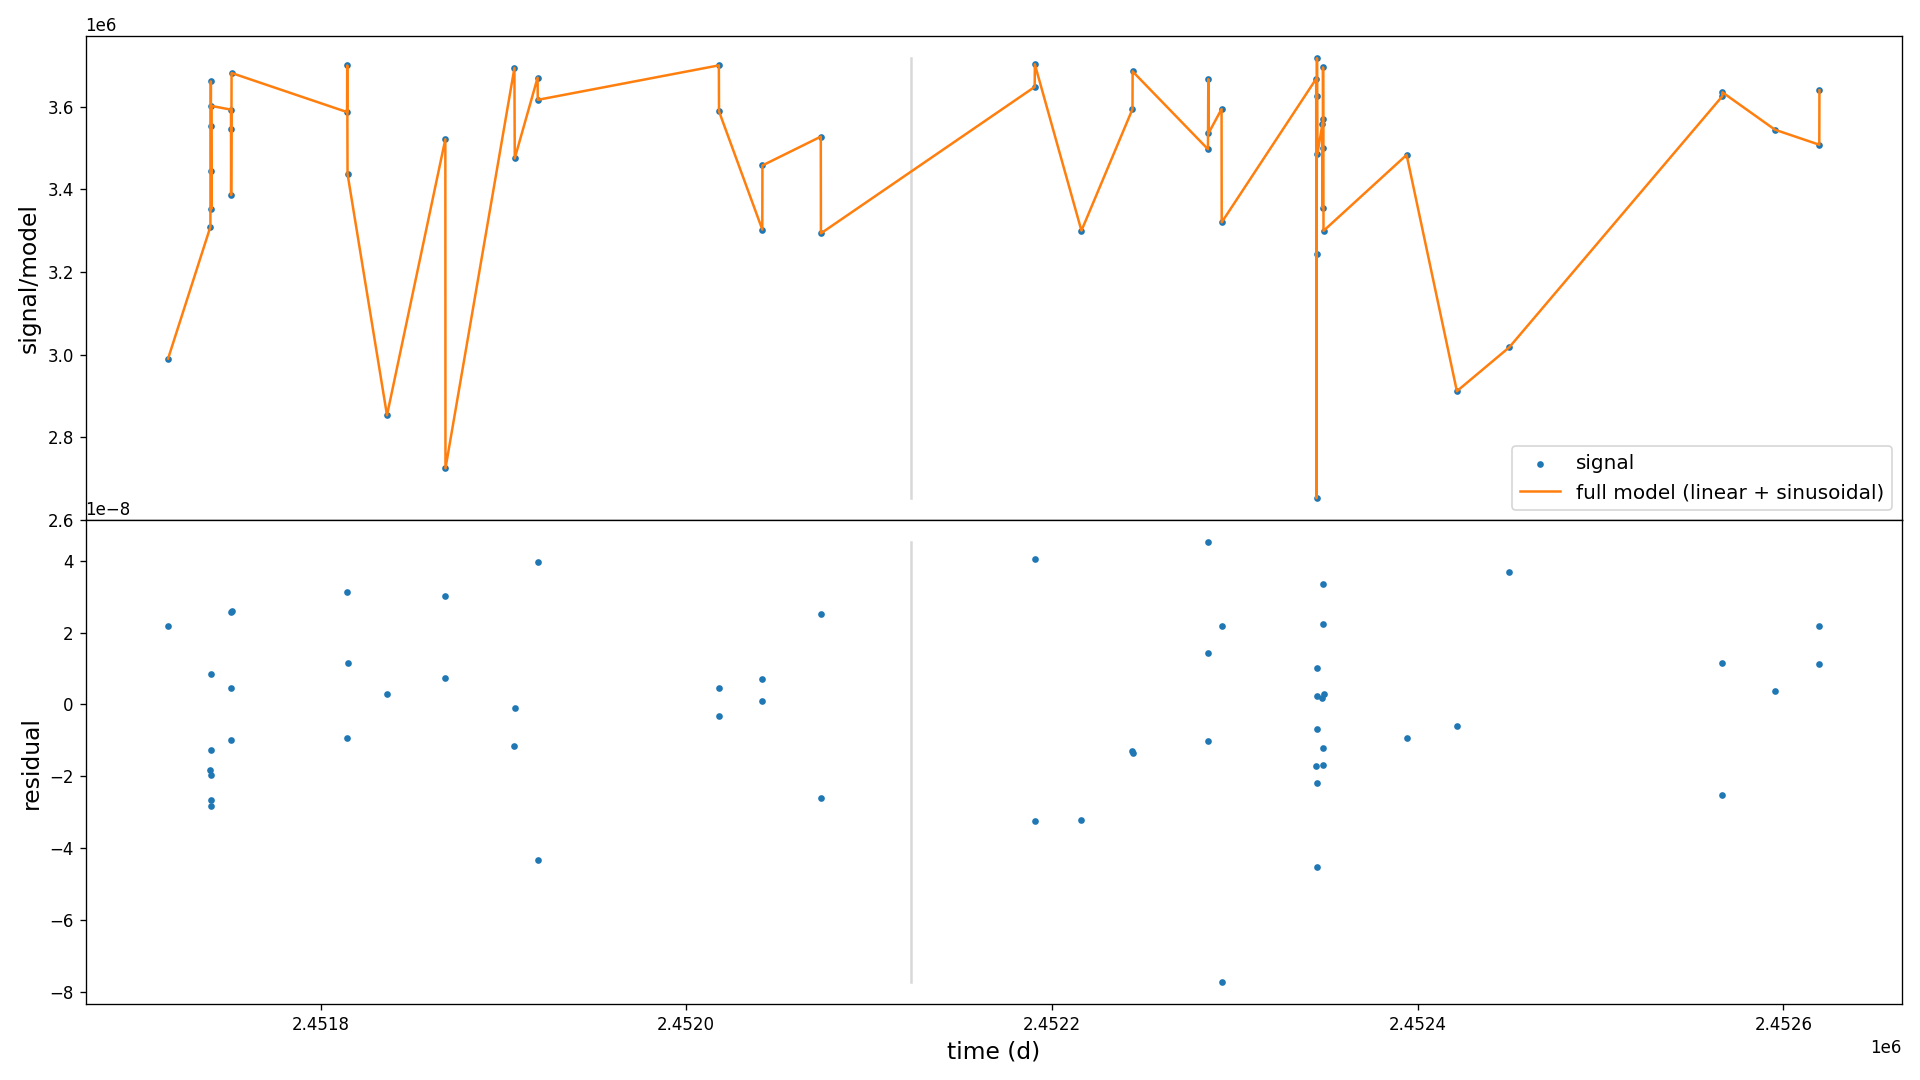 1e6
3.6
3.4
3.2
3.0
2.8
2.6
signal/model
signal
full model (linear + sinusoidal)
1e−8
4
2
0
−2
−4
−6
−8
residual
2.4518
2.4520
2.4522
2.4524
2.4526
time (d)
1e6